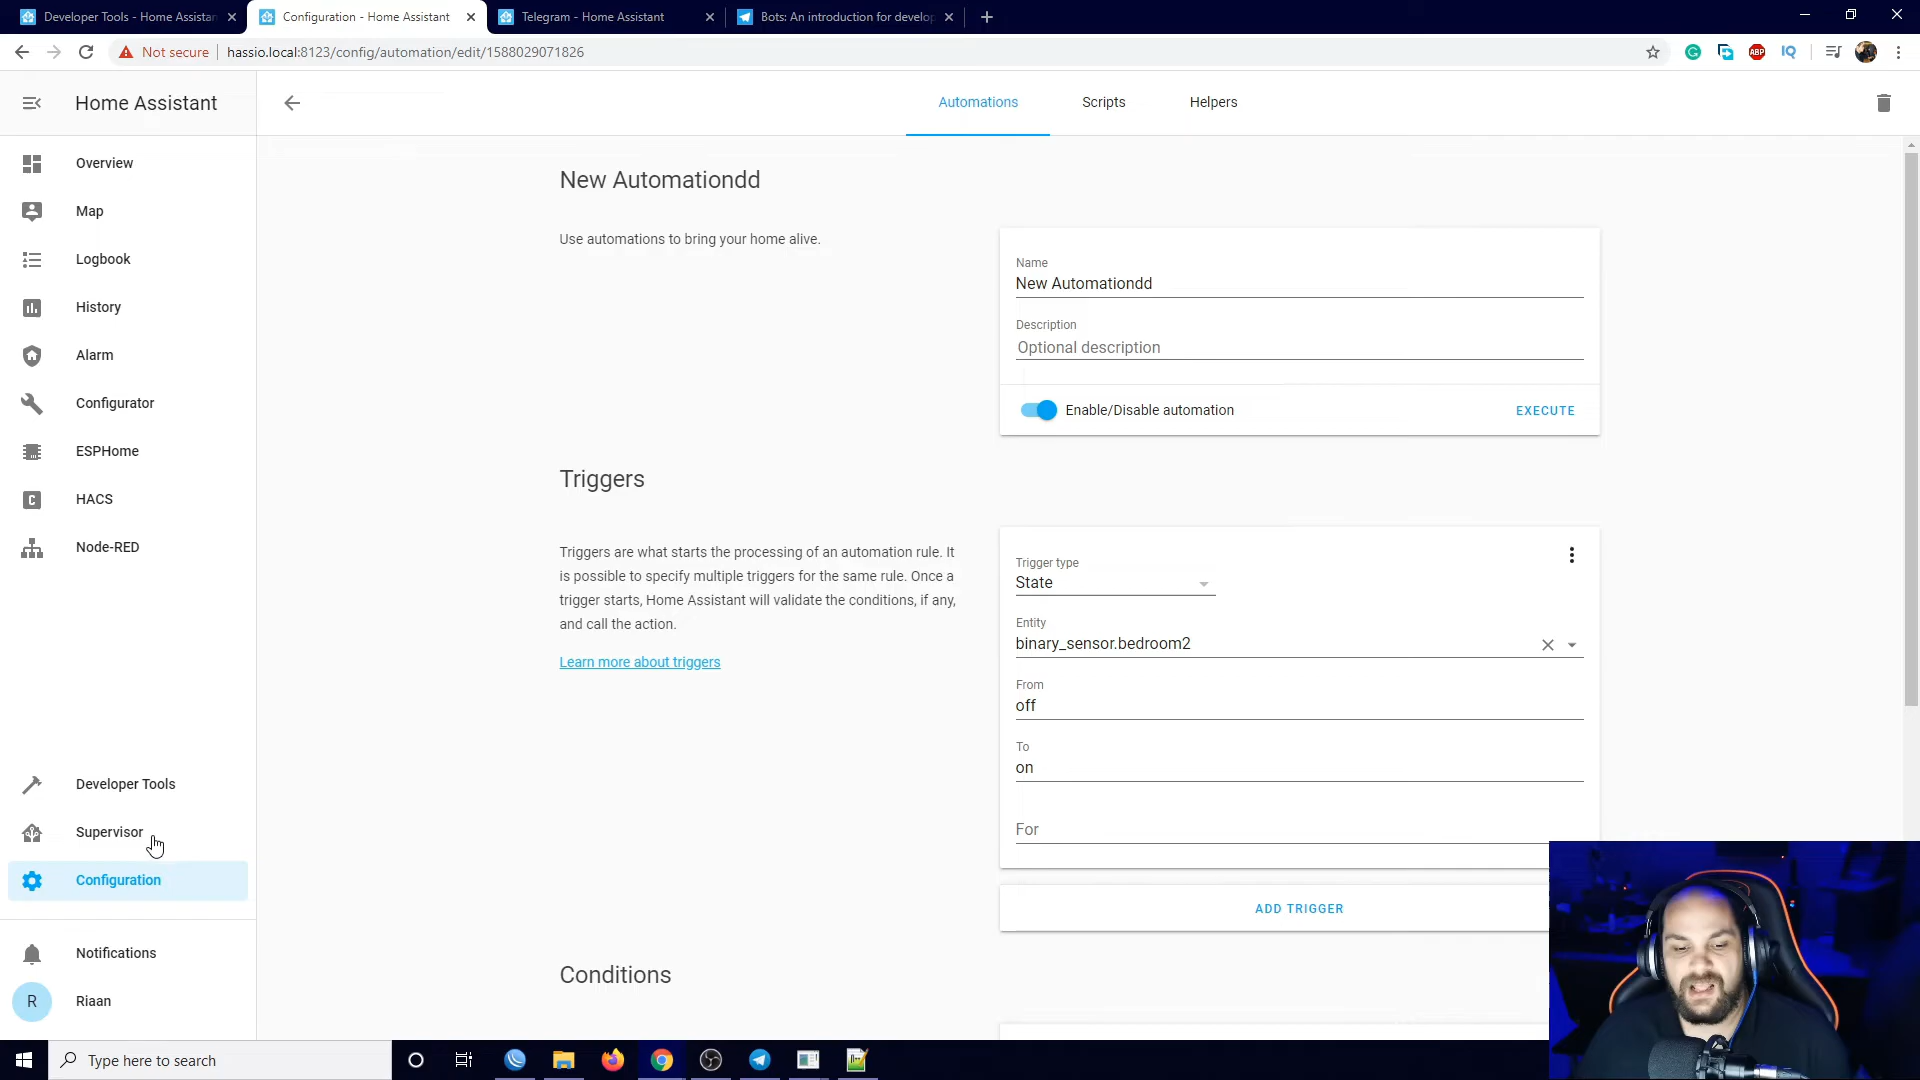 Developer Tools - Home Assistan
Configuration - Home Assistant
Telegram - Home Assistant
Bots: An introduction for develop
Not secure
hassio.local:8123/config/automation/edit/1588029071826
ABP
IQ
Home Assistant
Automations
Scripts
Helpers
Overview
Map
Logbook
History
Alarm
Configurator
ESPHome
HACS
Node-RED
Developer Tools
Supervisor
Configuration
Notifications
R
Riaan
New Automationdd
Use automations to bring your home alive.
Name
New Automationdd
Description
Optional description
Enable/Disable automation
EXECUTE
Triggers
Triggers are what starts the processing of an automation rule. It
is possible to specify multiple triggers for the same rule. Once a
trigger starts, Home Assistant will validate the conditions, if any,
and call the action.
Learn more about triggers
Trigger type
State
Entity
binary_sensor.bedroom2
From
off
To
on
For
ADD TRIGGER
Conditions
Type here to search